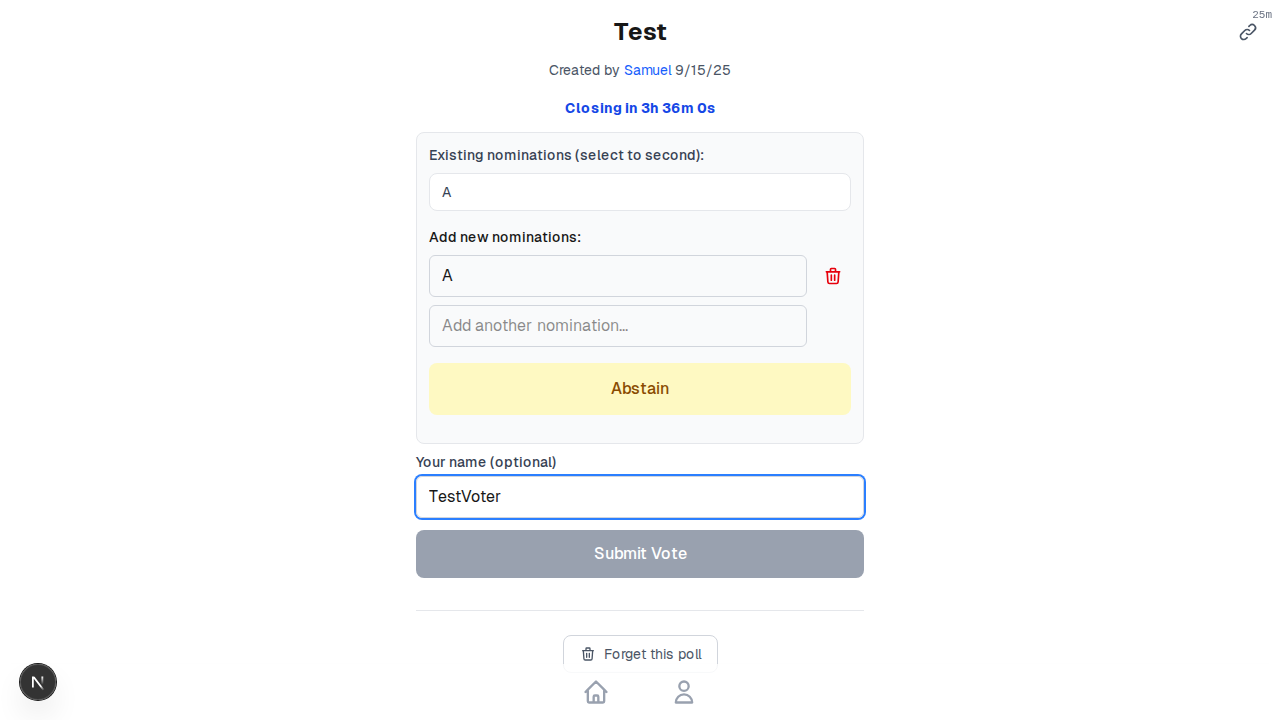 Test
25m
Created by Samuel 9/15/25
Closing in 3h 36m 0s
Existing nominations (select to second):
A
Add new nominations:
A
Add another nomination...
Abstain
Your name (optional)
TestVoter
Submit Vote
Forget this poll
N